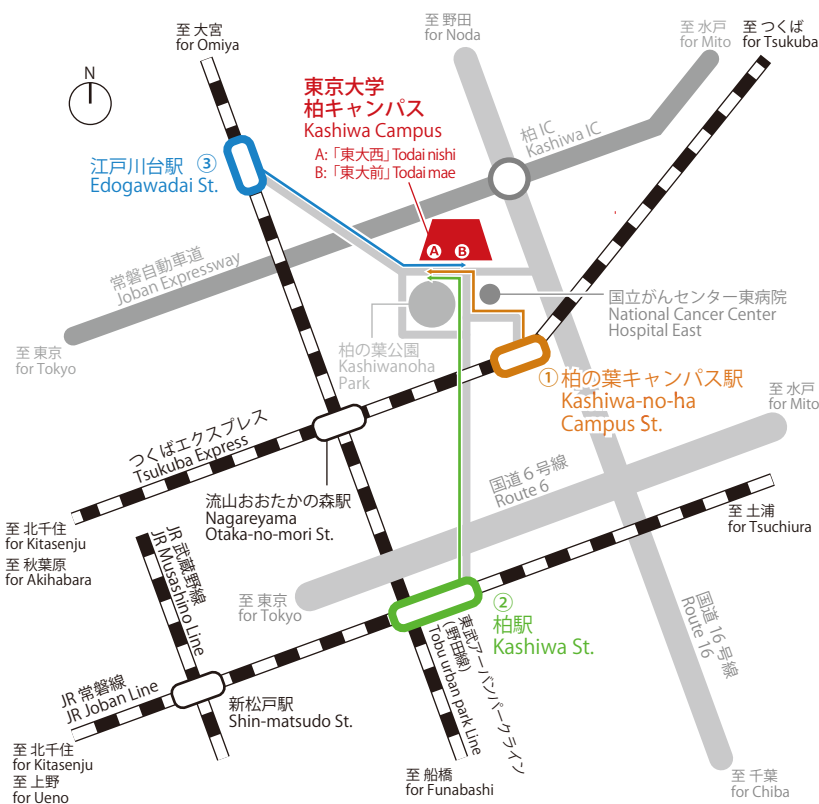 至 大宮
for Omiya
至 野田
for Noda
至 水戸
for Mito
至 つくば
for Tsukuba
N
東京大学
柏キャンパス
Kashiwa Campus
A:「東大西」Todai nishi
B:「東大前」Todai mae
柏 IC
Kashiwa IC
江戸川台駅 ③
Edogawadai St.
A B
常磐自動車道
Joban Expressway
国立がんセンター東病院
National Cancer Center
Hospital East
至 東京
for Tokyo
柏の葉公園
Kashiwanoha
Park
①柏の葉キャンパス駅
Kashiwa-no-ha
Campus St.
至 水戸
for Mito
つくばエクスプレス
Tsukuba Express
国道 6 号線
Route 6
流山おおたかの森駅
Nagareyama
Otaka-no-mori St.
至 土浦
for Tsuchiura
至 北千住
for Kitasenju
至 秋葉原
for Akihabara
JR 武蔵野線
JR Musashino Line
至 東京
for Tokyo
②
柏駅
Kashiwa St.
国道 16 号線
Route 16
東武アーバンパークライン
(野田線)
Tobu urban park Line
JR 常磐線
JR Joban Line
新松戸駅
Shin-matsudo St.
至 北千住
for Kitasenju
至 上野
for Ueno
至 船橋
for Funabashi
至 千葉
for Chiba